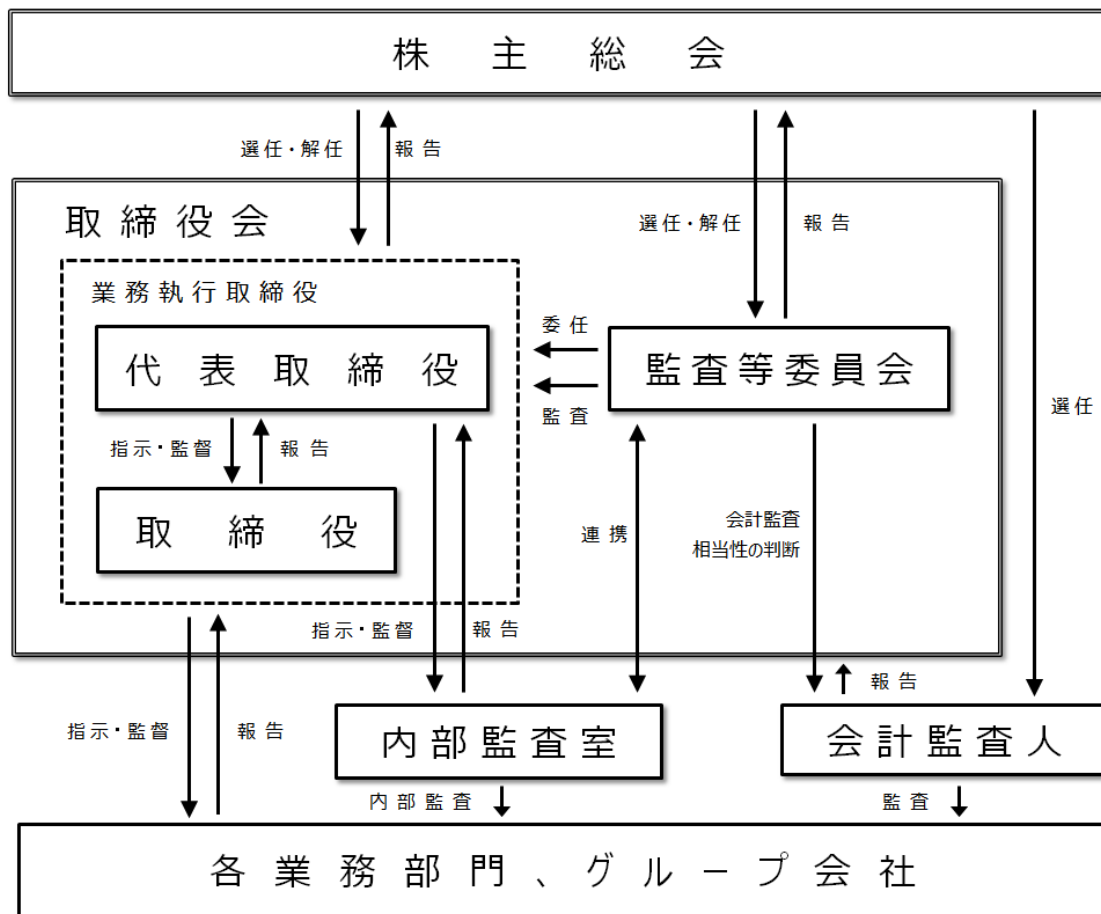 株主総会
選任・解任
報告
選任・解任
報告
選任
取締役会
業務執行取締役
代表取締役
委任
監査
監査等委員会
指示・監督
報告
取締役
連携
会計監査
相当性の判断
指示・監督
報告
指示・監督
報告
報告
内部監査室
会計監査人
内部監査
監査
各業務部門、グループ会社